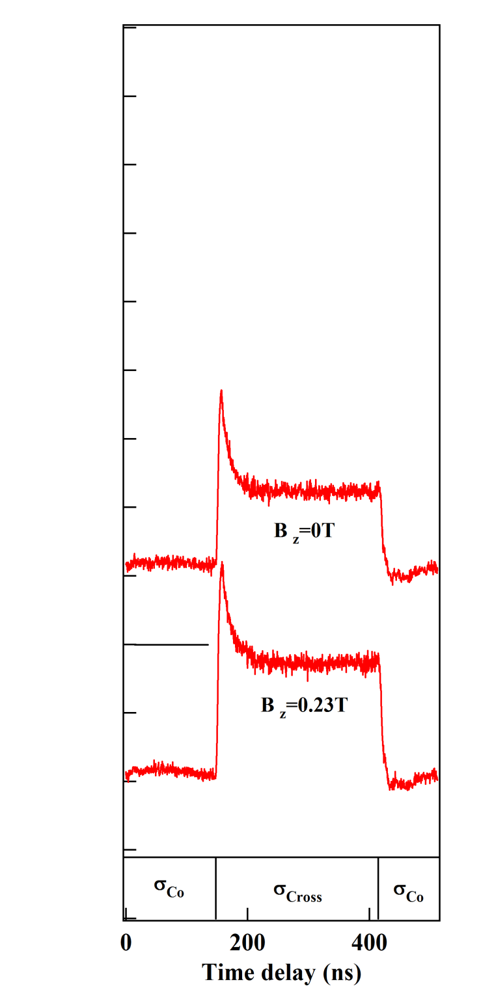 B z=0T
B z=0.23T
σCo σCross σCo
0 200 400
Time delay (ns)